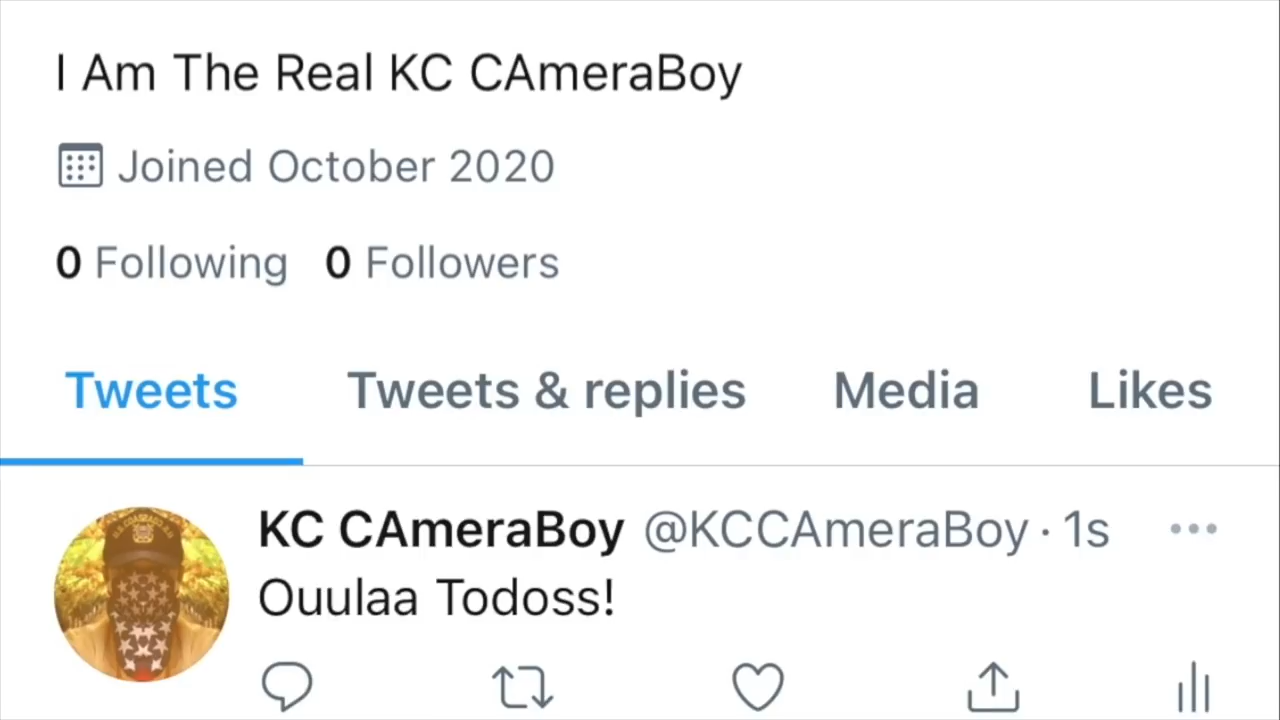 I Am The Real KC CAmeraBoy
Joined October 2020
0 Following 0 Followers
Tweets Tweets & replies Media Likes
KC CAmeraBoy @KCCAmeraBoy · 1s
Ouulaa Todoss!